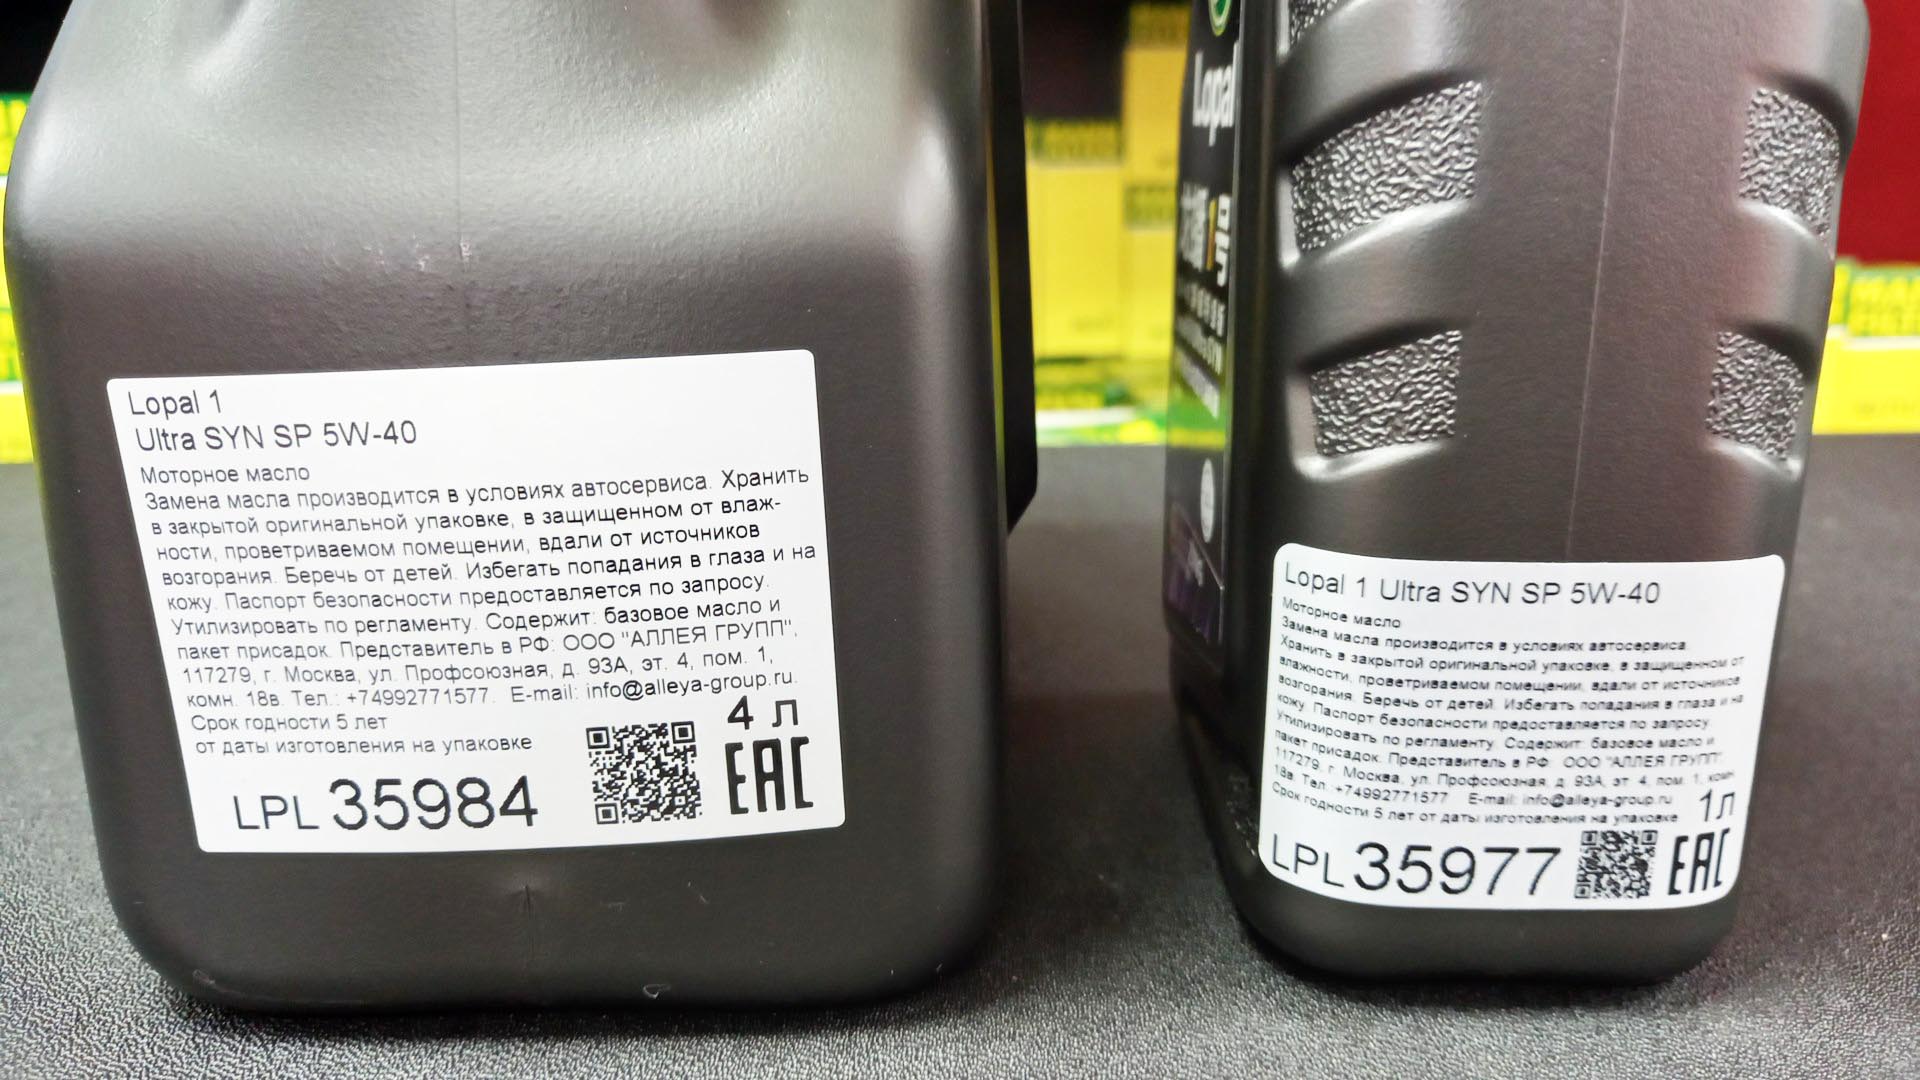 Lopal 1
Ultra SYN SP 5W-40
Моторное масло
Замена масла производится в условиях автосервиса. Хранить
в закрытой оригинальной упаковке, в защищенном от влаж-
ности, проветриваемом помещении, вдали от источников
возгорания. Беречь от детей. Избегать попадания в глаза и на
кожу. Паспорт безопасности предоставляется по запросу.
Утилизировать по регламенту. Содержит: базовое масло и
пакет присадок. Представитель в РФ: ООО "АЛЛЕЯ ГРУПП",
117279, г. Москва, ул. Профсоюзная, д. 93А, эт. 4, пом. 1,
комн. 18в. Тел.: +74992771577. E-mail: info@alleya-group.ru.
Срок годности 5 лет
от даты изготовления на упаковке
4 л
EAC
LPL 35984
Lopal
1号
Lopal 1 Ultra SYN SP 5W-40
Моторное масло
Замена масла производится в условиях автосервиса.
Хранить в закрытой оригинальной упаковке, в защищенном от
влажности, проветриваемом помещении, вдали от источников
возгорания. Беречь от детей. Избегать попадания в глаза и на
кожу. Паспорт безопасности предоставляется по запросу.
Утилизировать по регламенту. Содержит: базовое масло и
пакет присадок. Представитель в РФ: ООО "АЛЛЕЯ ГРУПП",
117279, г. Москва, ул. Профсоюзная, д. 93А, эт. 4, пом. 1, комн.
18в. Тел.: +74992771577 E-mail: info@alleya-group.ru
Срок годности 5 лет от даты изготовления на упаковке
1 л
LPL 35977
EAC